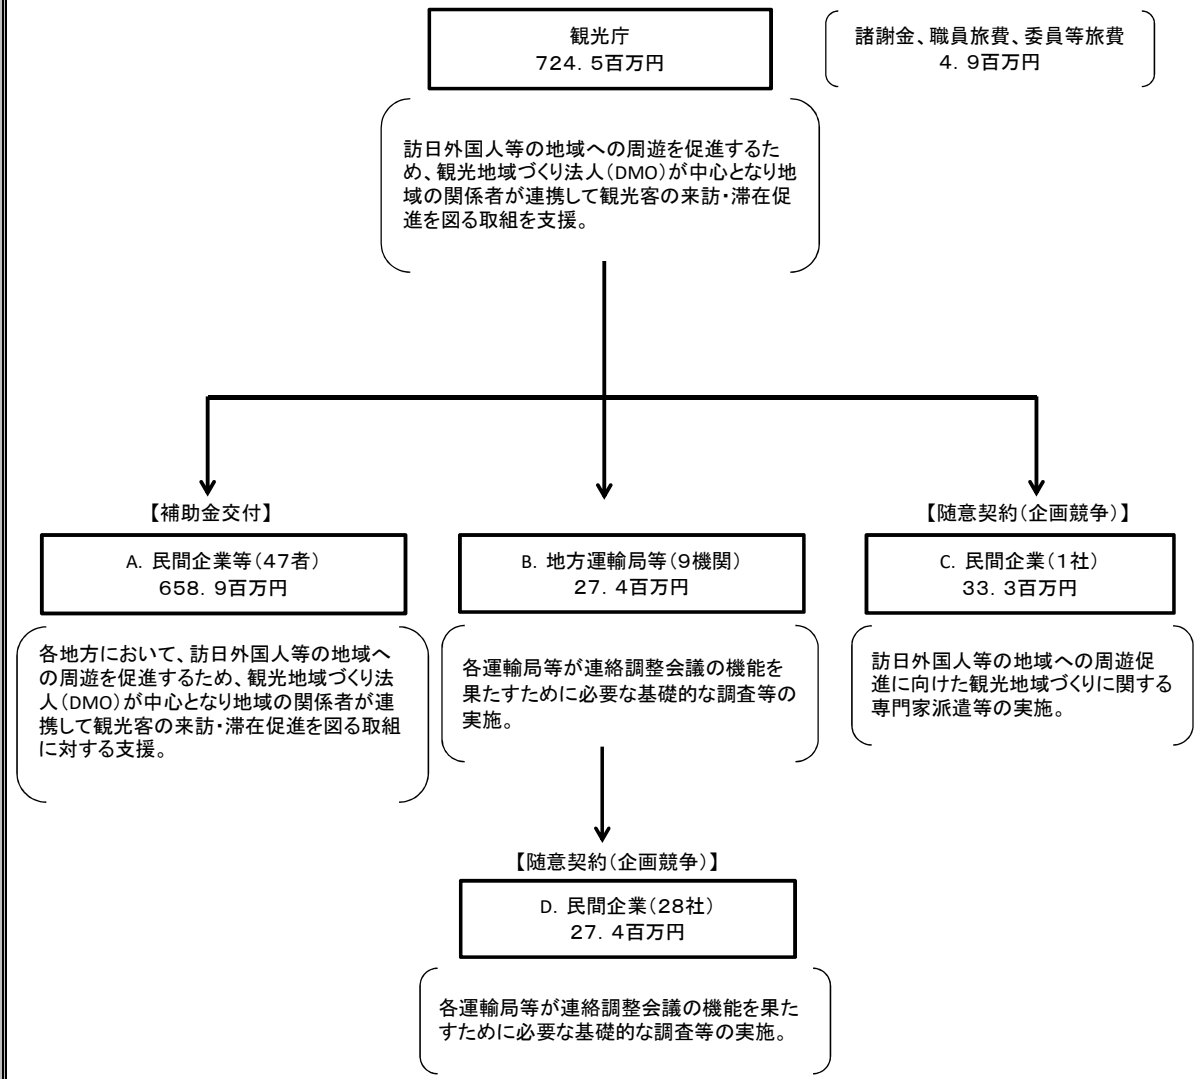 観光庁
724．5百万円
諸謝金、職員旅費、委員等旅費
4．9百万円
訪日外国人等の地域への周遊を促進するた
め、観光地域づくり法人（DMO）が中心となり地
域の関係者が連携して観光客の来訪・滞在促
進を図る取組を支援。
【補助金交付】
A．民間企業等（47者）
658．9百万円
各地方において、訪日外国人等の地域へ
の周遊を促進するため、観光地域づくり法
人（DMO）が中心となり地域の関係者が連
携して観光客の来訪・滞在促進を図る取組
に対する支援。
B．地方運輸局等（9機関）
27．4百万円
各運輸局等が連絡調整会議の機能を
果たすために必要な基礎的な調査等の
実施。
【随意契約（企画競争）】
C．民間企業（1社）
33．3百万円
訪日外国人等の地域への周遊促
進に向けた観光地域づくりに関する
専門家派遣等の実施。
【随意契約（企画競争）】
D．民間企業（28社）
27．4百万円
各運輸局等が連絡調整会議の機能を果た
すために必要な基礎的な調査等の実施。